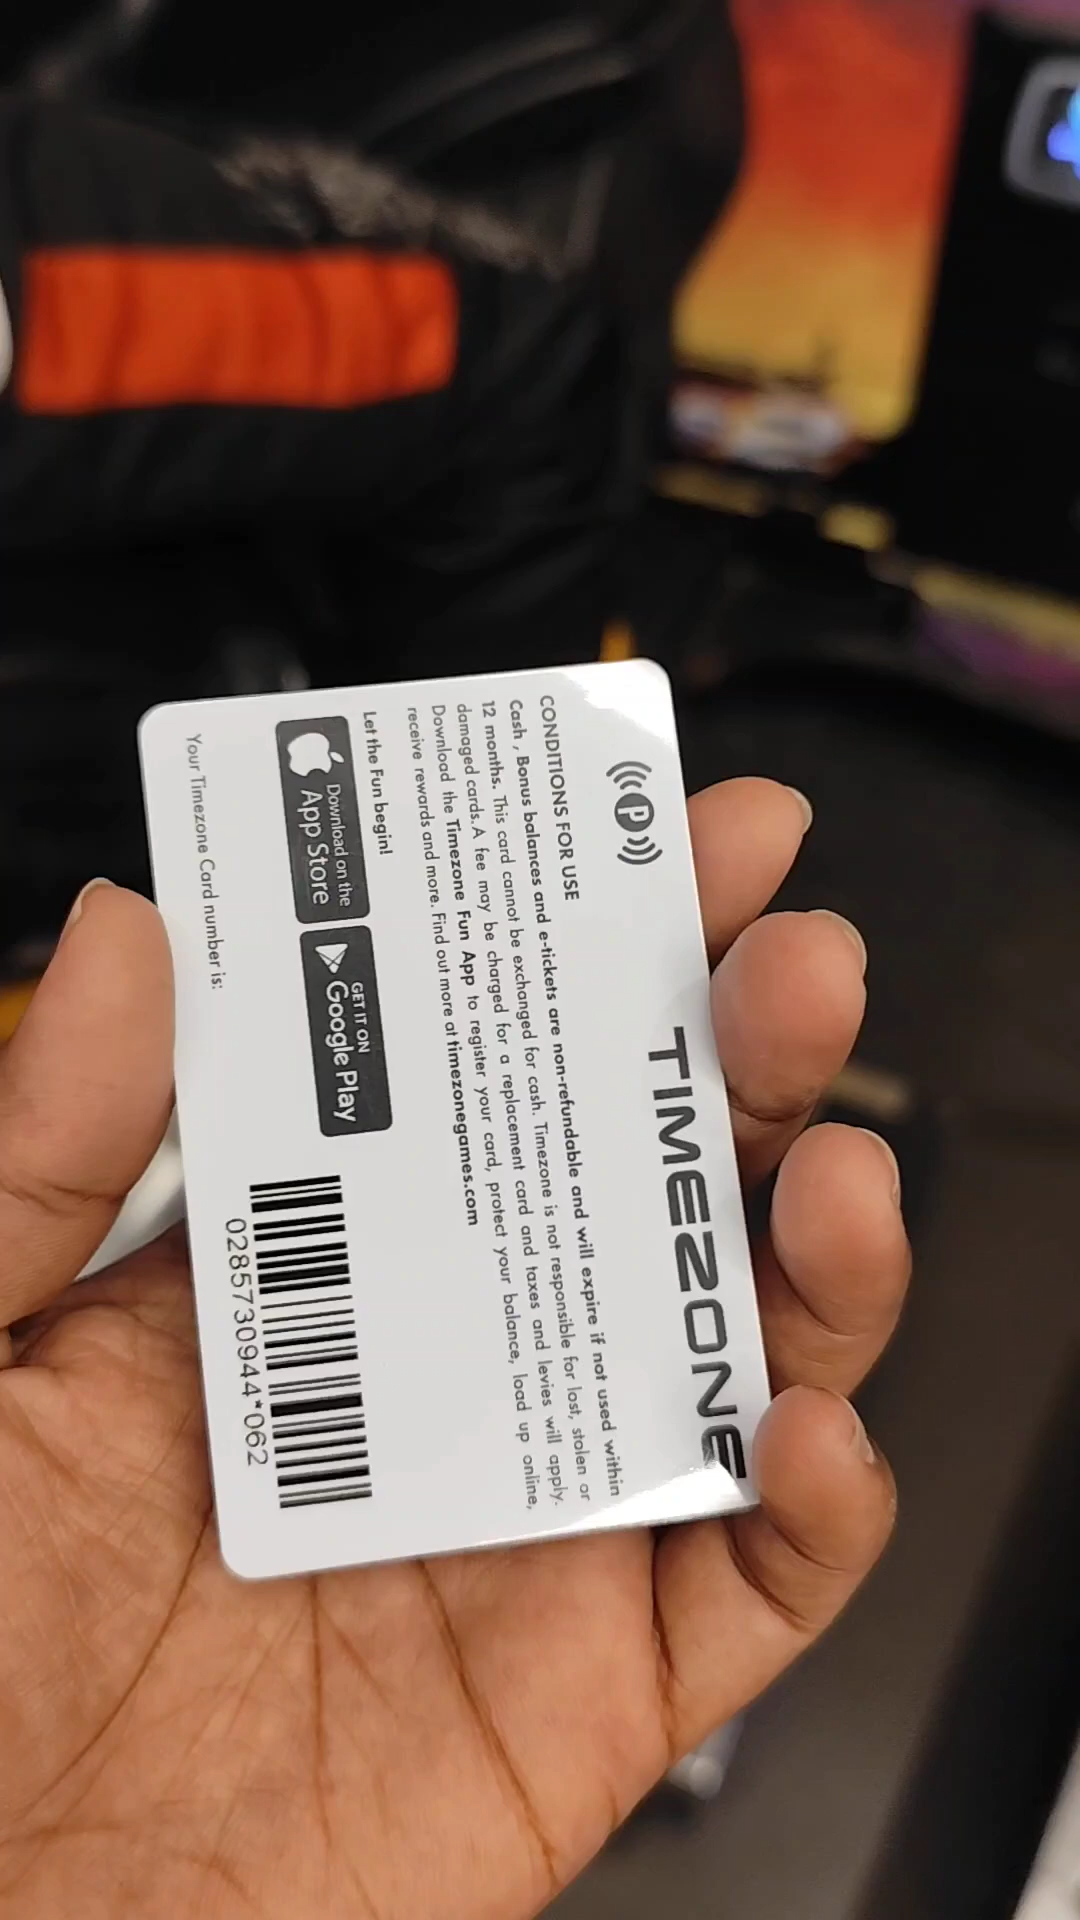 TIMEZONE
P
CONDITIONS FOR USE
Cash , Bonus balances and e-tickets are non-refundable and will expire if not used within
12 months. This card cannot be exchanged for cash. Timezone is not responsible for lost, stolen or
damaged cards. A fee may be charged for a replacement card and taxes and levies will apply.
Download the Timezone Fun App to register your card, protect your balance, load up online,
receive rewards and more. Find out more at timezonegames.com
Let the Fun begin!
Download on the
App Store
GET IT ON
Google Play
Your Timezone Card number is:
0285730944*062